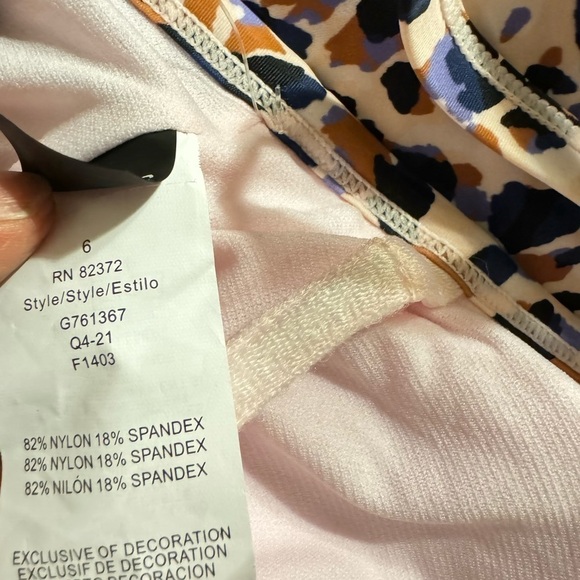 6
RN 82372
Style/Style/Estilo
G761367
Q4-21
F1403
82% NYLON 18% SPANDEX
82% NYLON 18% SPANDEX
82% NILÓN 18% SPANDEX
EXCLUSIVE OF DECORATION
EXCLUSIF DE DECORATION
DECORACION